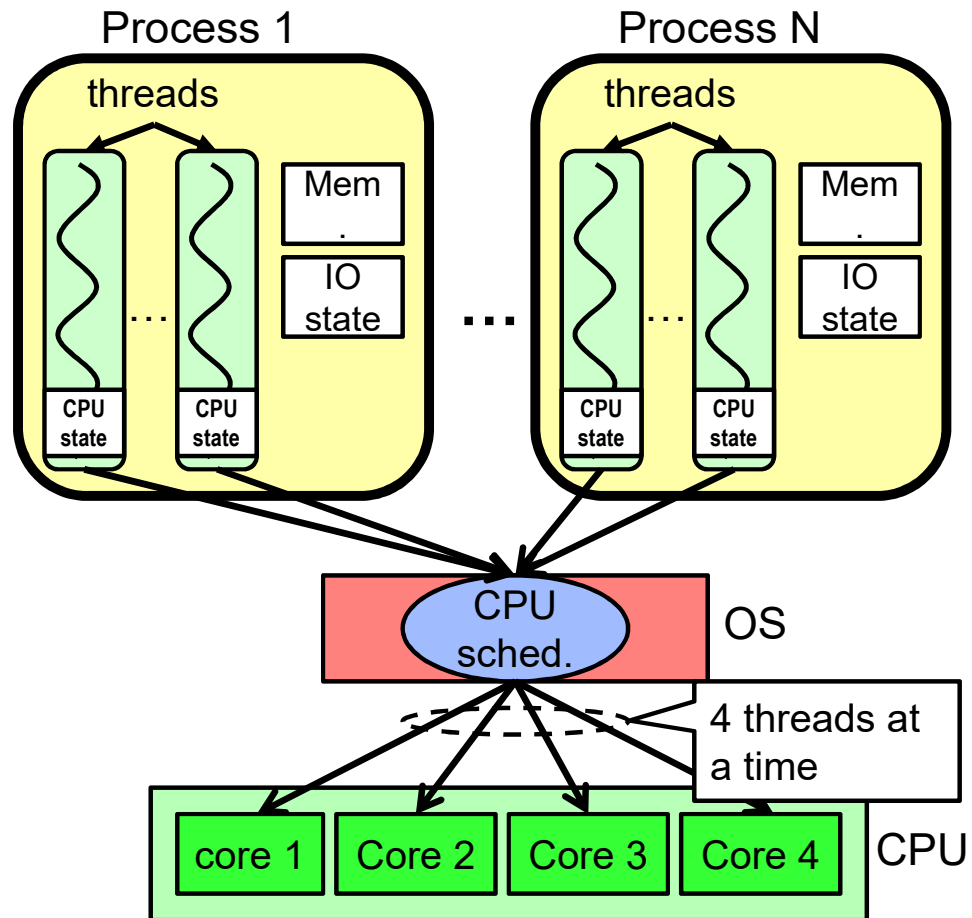 Process 1
Process N
threads
threads
Mem
.
Mem
.
IO
state
IO
state
...
...
...
CPU
state
CPU
state
CPU
state
CPU
state
CPU
sched.
OS
4 threads at
a time
core 1
Core 2
Core 3
Core 4
CPU